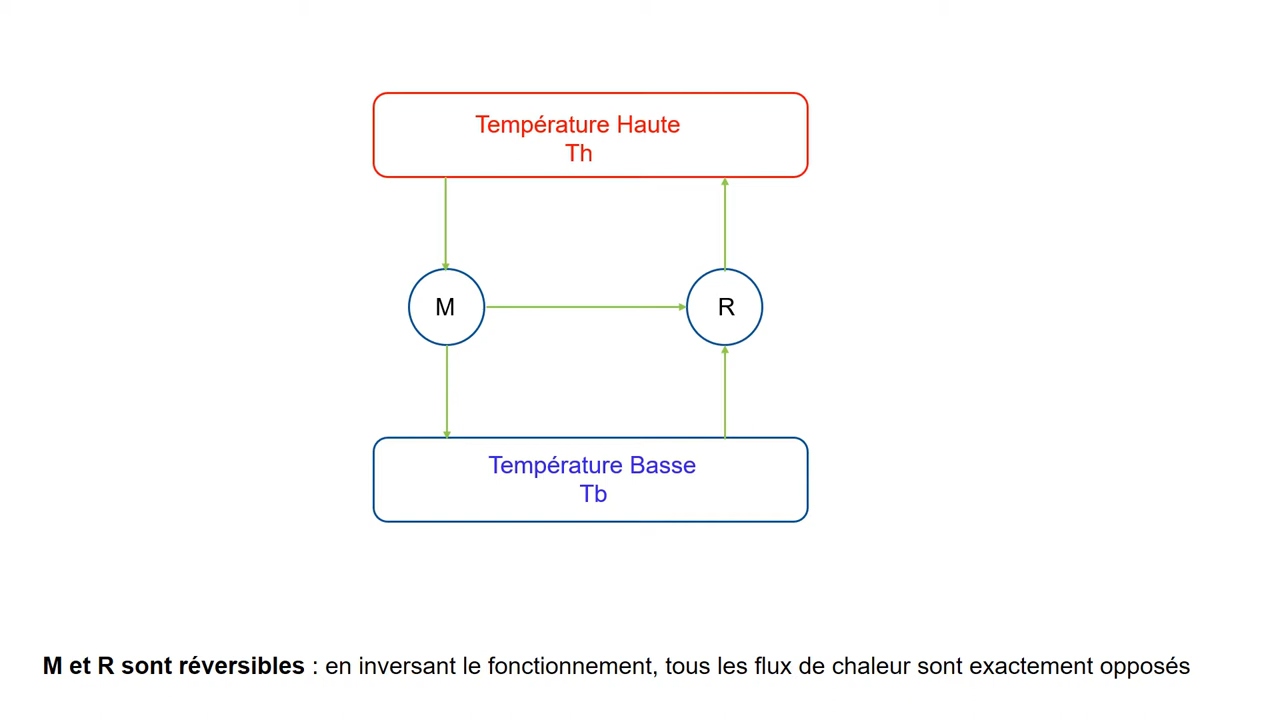 Température Haute
Th
M
R
Température Basse
Tb
M et R sont réversibles : en inversant le fonctionnement, tous les flux de chaleur sont exactement opposés